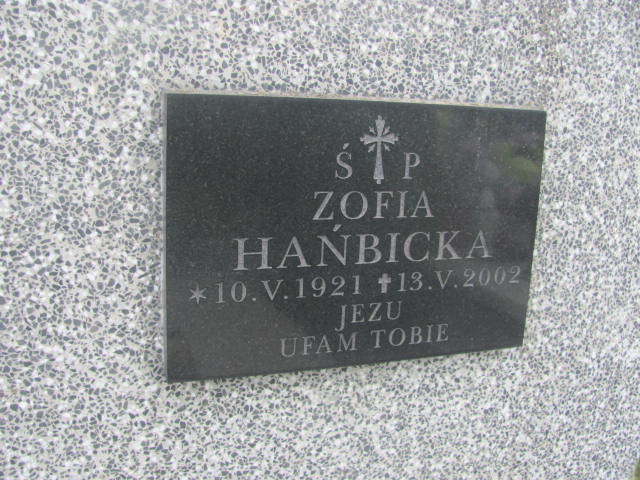 Ś P
ZOFIA
HAŃBICKA
* 10.V.1921 ✝ 13.V.2002
JEZU
UFAM TOBIE